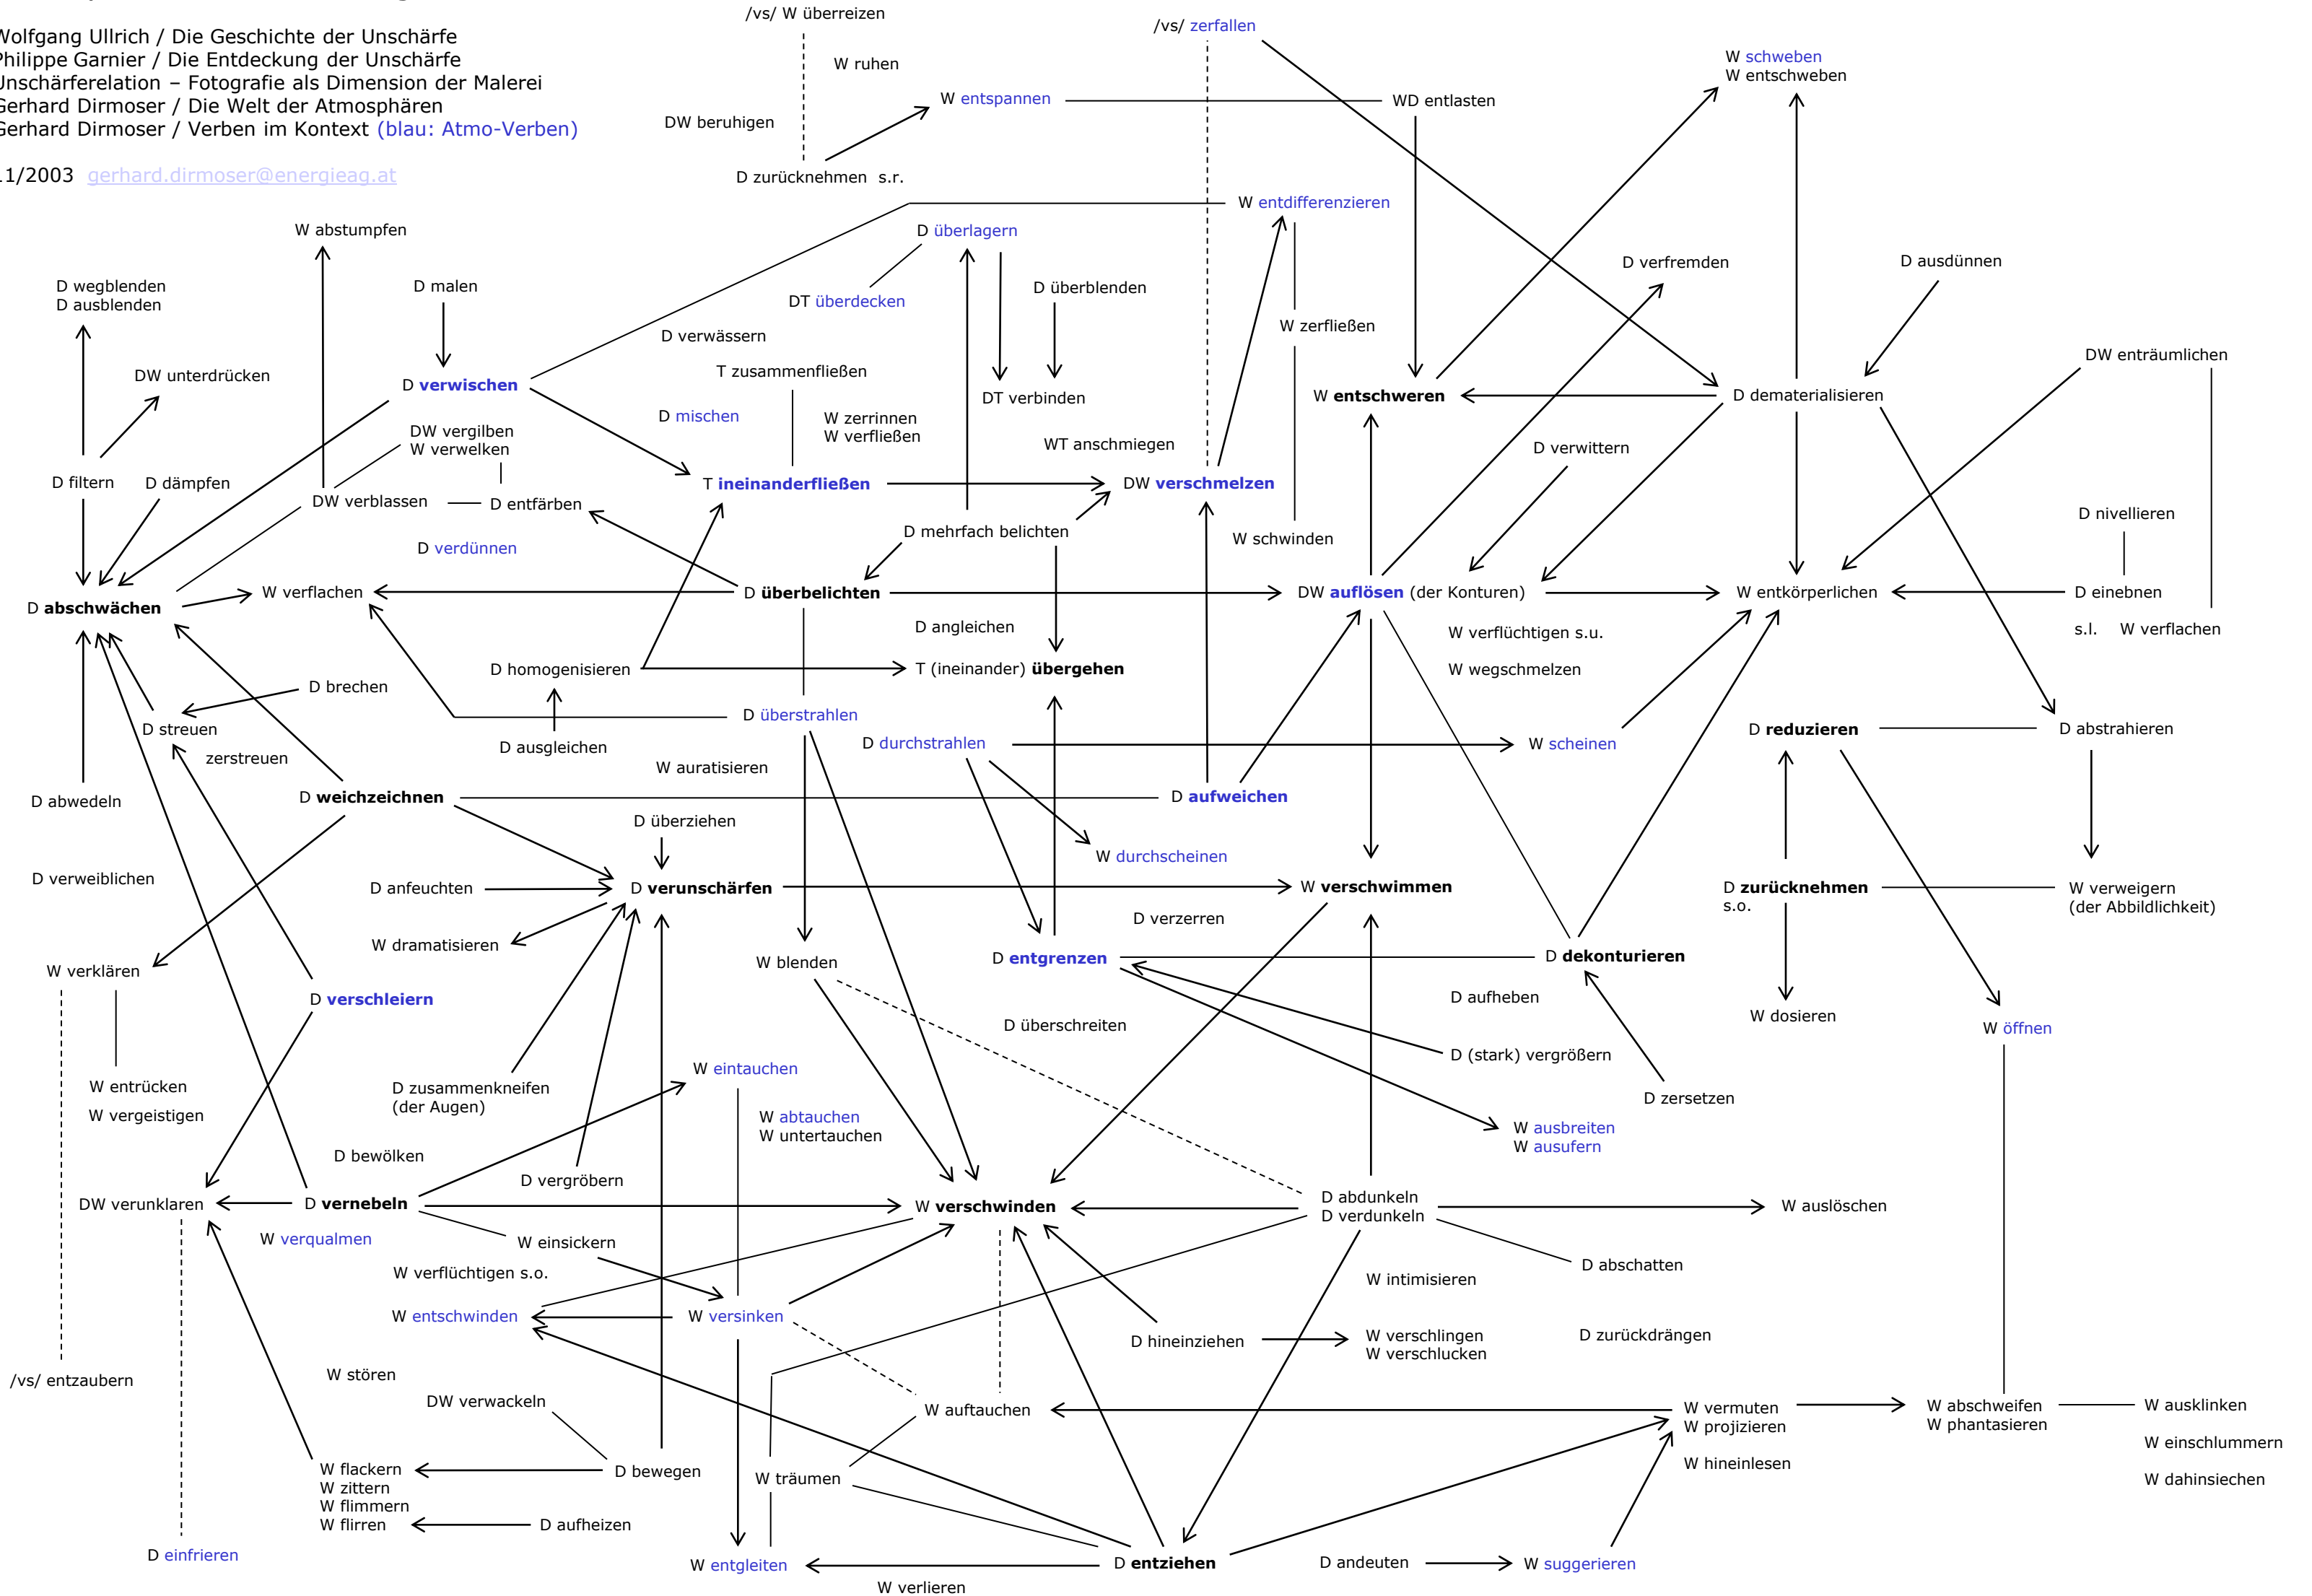 Wolfgang Ullrich / Die Geschichte der Unschärfe
Philippe Garnier / Die Entdeckung der Unschärfe
Unschärferelation – Fotografie als Dimension der Malerei
Gerhard Dirmoser / Die Welt der Atmosphären
Gerhard Dirmoser / Verben im Kontext (blau: Atmo-Verben)
11/2003 gerhard.dirmoser@energieag.at
/vs/ W überreizen
/vs/ zerfallen
W ruhen
W schweben
W entschweben
W entspannen
WD entlasten
DW beruhigen
D zurücknehmen s.r.
W entdifferenzieren
W abstumpfen
D überlagern
D verfremden
D ausdünnen
D wegblenden
D ausblenden
D malen
DT überdecken
D überblenden
D verwässern
W zerfließen
DW enträumlichen
DW unterdrücken
D verwischen
T zusammenfließen
DT verbinden
W entschweren
D dematerialisieren
D mischen
W zerrinnen
W verfließen
DW vergilben
W verwelken
WT anschmiegen
D verwittern
D filtern
D dämpfen
T ineinanderfließen
DW verschmelzen
DW verblassen
D entfärben
D mehrfach belichten
W schwinden
D nivellieren
D verdünnen
D abschwächen
W verflachen
D überbelichten
DW auflösen (der Konturen)
W entkörperlichen
D einebnen
D angleichen
W verflüchtigen s.u.
s.l. W verflachen
D homogenisieren
T (ineinander) übergehen
W wegschmelzen
D brechen
D streuen
D überstrahlen
D reduzieren
D abstrahieren
zerstreuen
D ausgleichen
D durchstrahlen
W scheinen
W auratisieren
D abwedeln
D weichzeichnen
D aufweichen
D überziehen
W durchscheinen
D verweiblichen
D anfeuchten
D verunschärfen
W verschwimmen
D zurücknehmen
s.o.
W verweigern
(der Abbildlichkeit)
D verzerren
W dramatisieren
W verklären
W blenden
D entgrenzen
D dekonturieren
D verschleiern
D aufheben
W dosieren
D überschreiten
W öffnen
D (stark) vergrößern
W entrücken
W vergeistigen
D zusammenkneifen
(der Augen)
W eintauchen
D zersetzen
W abtauchen
W untertauchen
W ausbreiten
W ausufern
D bewölken
D vergröbern
DW verunklaren
D vernebeln
W verschwinden
D abdunkeln
D verdunkeln
W auslöschen
W verqualmen
W einsickern
W verflüchtigen s.o.
D abschatten
W intimisieren
W entschwinden
W versinken
D hineinziehen
W verschlingen
W verschlucken
D zurückdrängen
/vs/ entzaubern
W stören
DW verwackeln
W auftauchen
W vermuten
W projizieren
W abschweifen
W phantasieren
W ausklinken
W einschlummern
W hineinlesen
W dahinsiechen
W flackern
W zittern
W flimmern
W flirren
D bewegen
W träumen
D aufheizen
D einfrieren
W entgleiten
D entziehen
D andeuten
W suggerieren
W verlieren